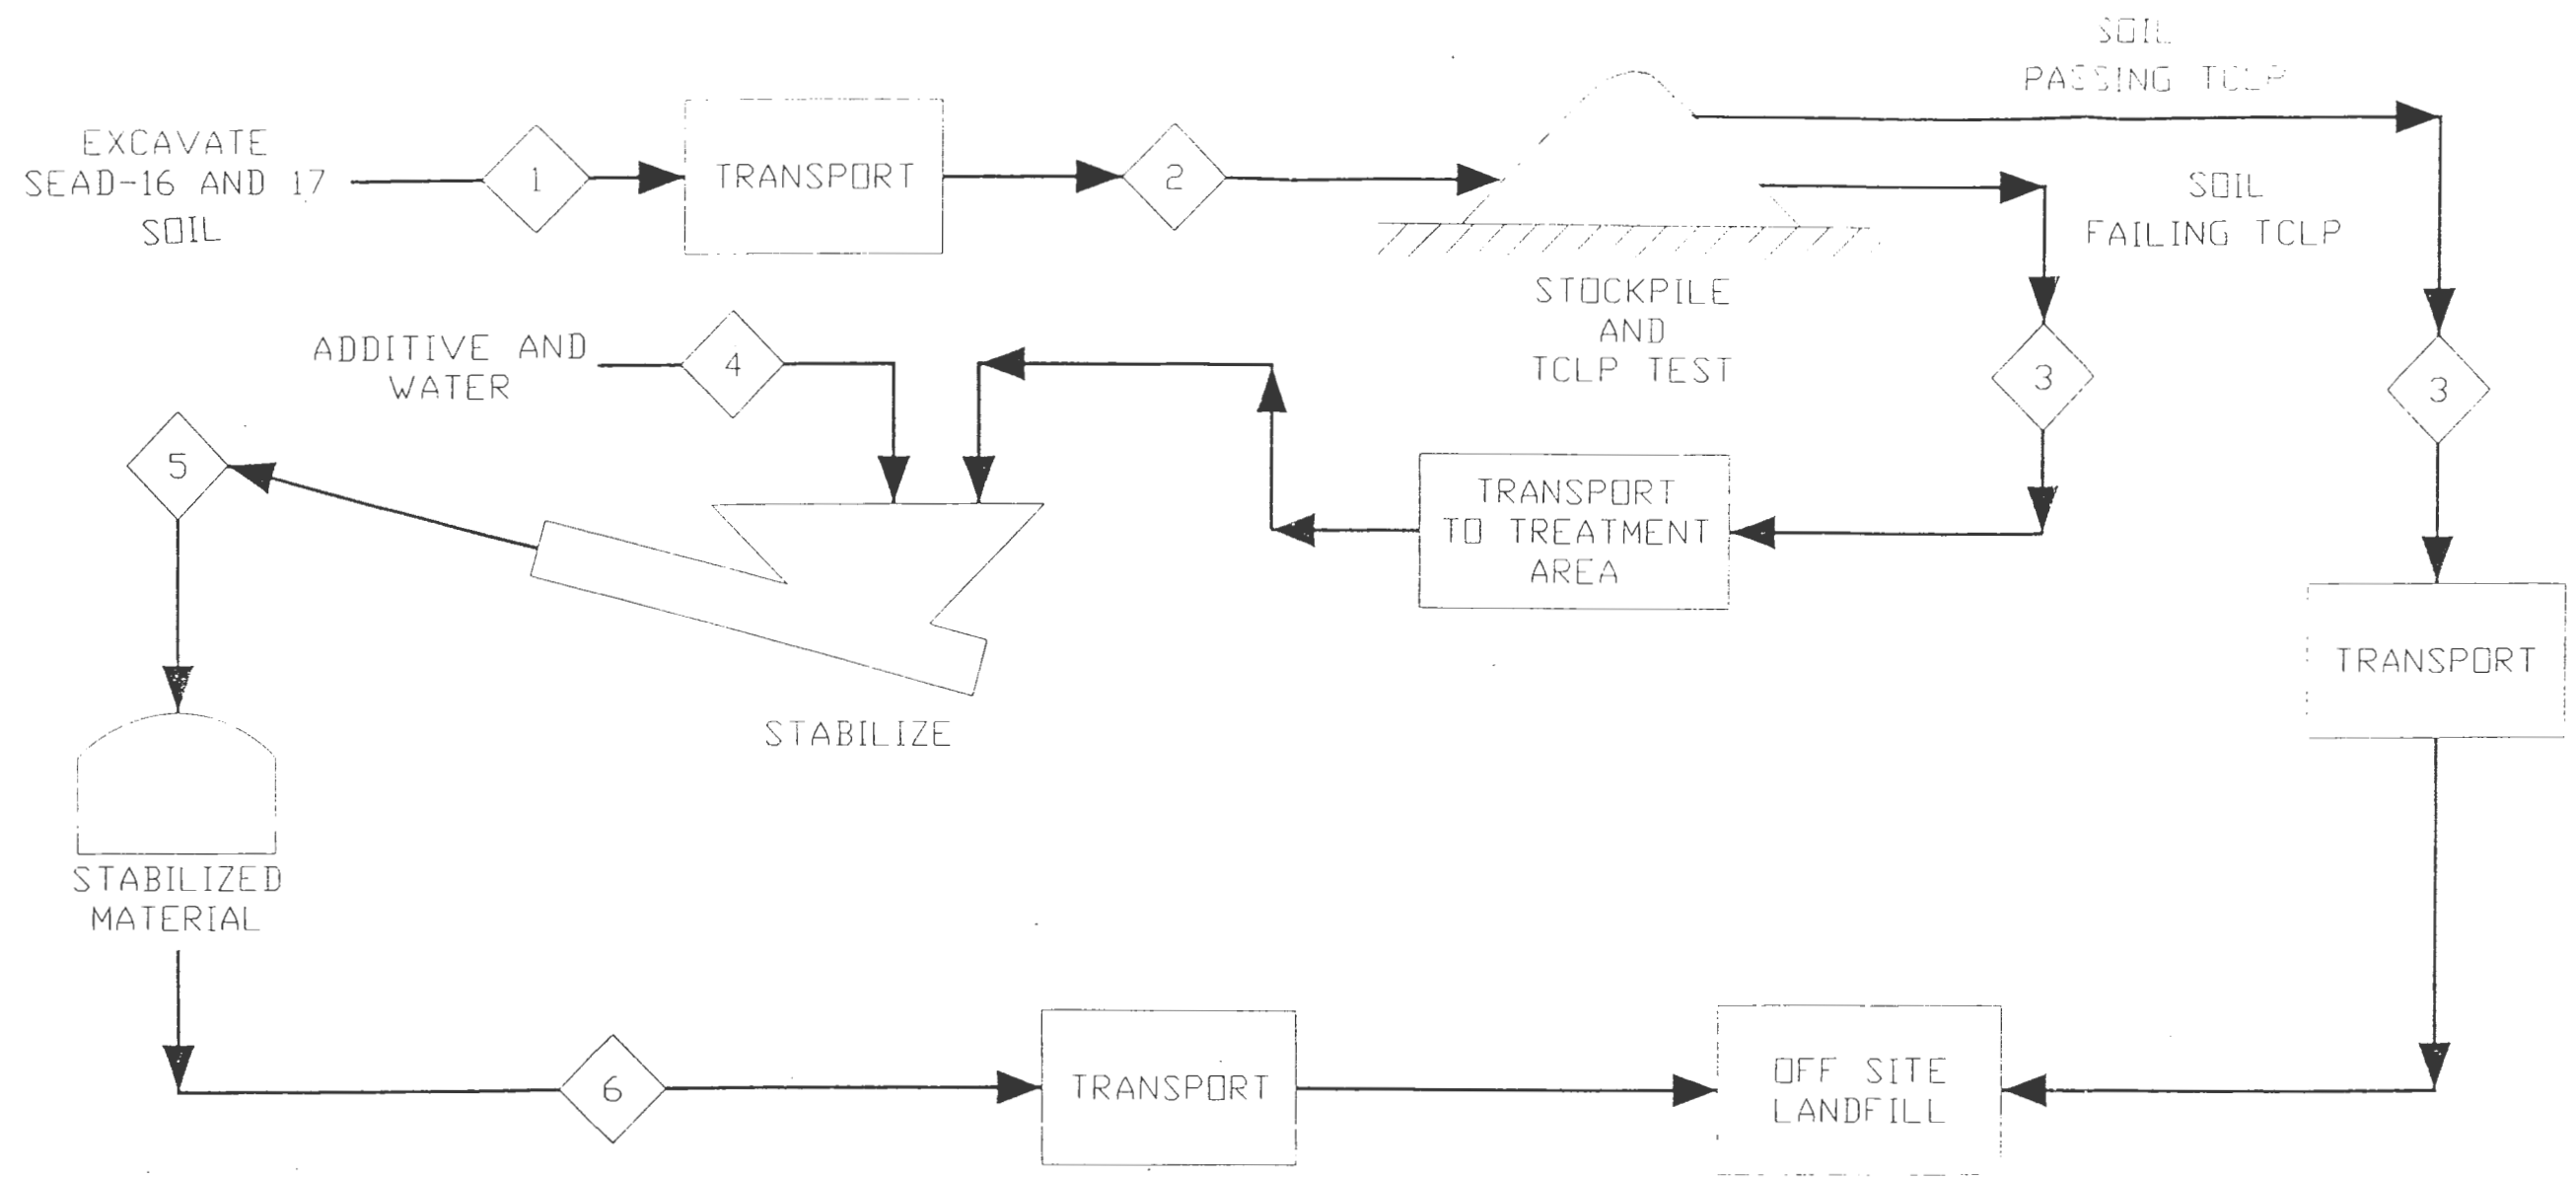 SOIL
PASSING TCLP
EXCAVATE
SEAD-16 AND 17
SOIL
1
TRANSPORT
2
SOIL
FAILING TCLP
STOCKPILE
AND
TCLP TEST
ADDITIVE AND
WATER
4
3
3
5
TRANSPORT
TO TREATMENT
AREA
TRANSPORT
STABILIZE
STABILIZED
MATERIAL
6
TRANSPORT
OFF SITE
LANDFILL